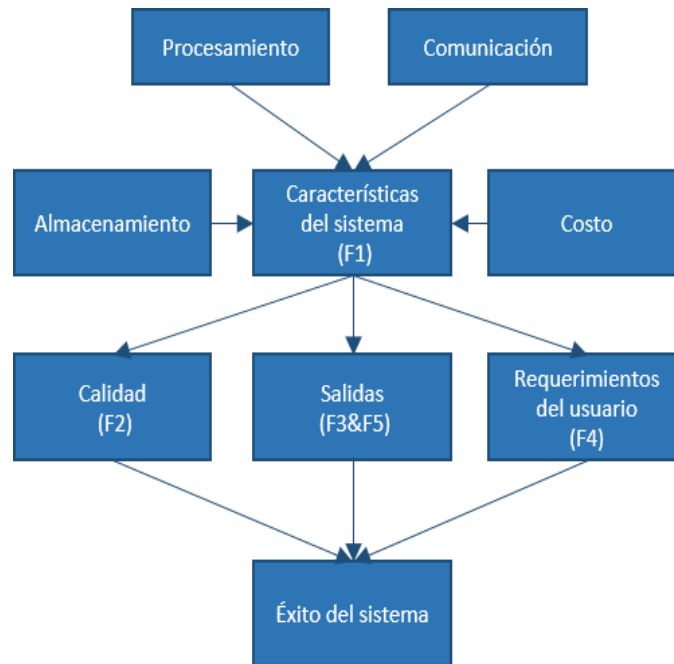 Procesamiento
Comunicación
Almacenamiento
Característícas
del sistema
(F1)
Costo
Calidad
(F2)
Salidas
(F3&F5)
Requerimientos
del usuario
(F4)
Éxito del sistema